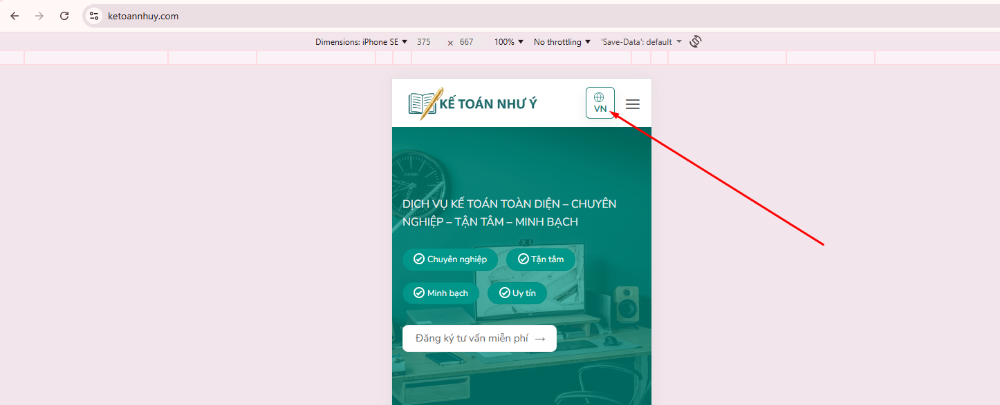 ketoannhuy.com
Dimensions: iPhone SE 375 × 667 100% No throttling 'Save-Data': default
KẾ TOÁN NHƯ Ý
VN
NIXON
DỊCH VỤ KẾ TOÁN TOÀN DIỆN – CHUYÊN
NGHIỆP – TẬN TÂM – MINH BẠCH
Chuyên nghiệp Tận tâm
Minh bạch Uy tín
Đăng ký tư vấn miễn phí →